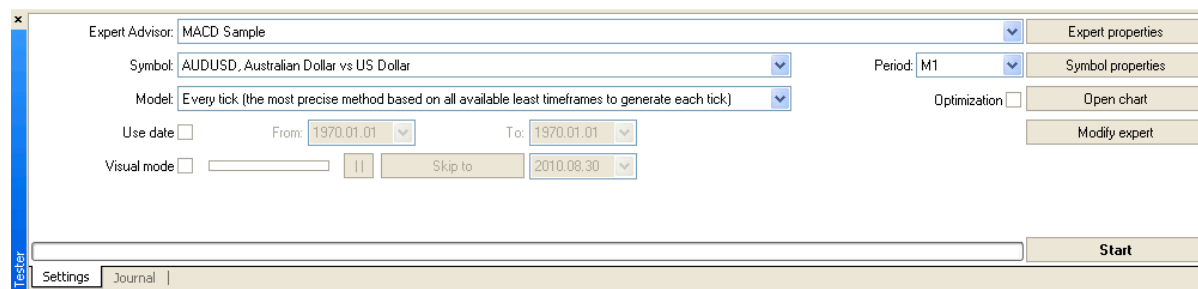 ×
Expert Advisor: MACD Sample Expert properties
Symbol: AUDUSD, Australian Dollar vs US Dollar Period: M1 Symbol properties
Model: Every tick (the most precise method based on all available least timeframes to generate each tick) Optimization Open chart
Use date From: 1970.01.01 To: 1970.01.01 Modify expert
Visual mode || Skip to 2010.08.30
Start
Tester
Settings Journal |